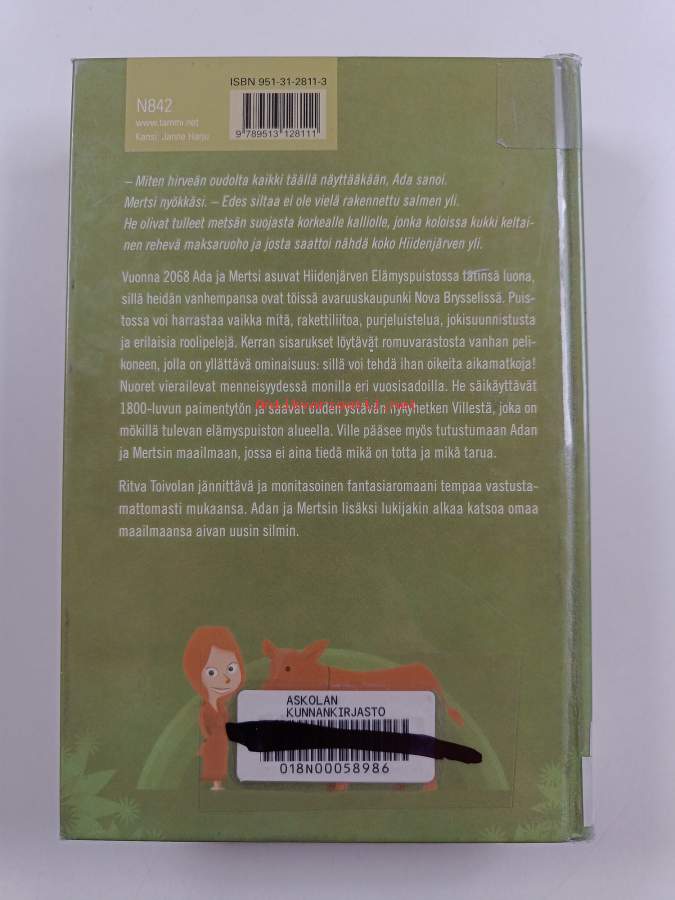 ISBN 951-31-2811-3
N842
www.tammi.net
Kansi: Janne Harju
9 789513 128111
– Miten hirveän oudolta kaikki täällä näyttääkään, Ada sanoi.
Mertsi nyökkäsi. – Edes siltaa ei ole vielä rakennettu salmen yli.
He olivat tulleet metsän suojasta korkealle kalliolle, jonka koloissa kukki keltai-
nen rehevä maksaruoho ja josta saattoi nähdä koko Hiidenjärven yli.
Vuonna 2068 Ada ja Mertsi asuvat Hiidenjärven Elämyspuistossa tätinsä luona,
sillä heidän vanhempansa ovat töissä avaruuskaupunki Nova Brysselissä. Puis-
tossa voi harrastaa vaikka mitä, rakettiliitoa, purjeluistelua, jokisuunnistusta
ja erilaisia roolipelejä. Kerran sisarukset löytävät romuvarastosta vanhan peli-
koneen, jolla on yllättävä ominaisuus: sillä voi tehdä ihan oikeita aikamatkoja!
Nuoret vierailevat menneisyydessä monilla eri vuosisadoilla. He säikäyttävät
1800-luvun paimentytön ja saavat uuden ystävän nykyhetken Villestä, joka on
mökillä tulevan elämyspuiston alueella. Ville pääsee myös tutustumaan Adan
ja Mertsin maailmaan, jossa ei aina tiedä mikä on totta ja mikä tarua.
Ritva Toivolan jännittävä ja monitasoinen fantasiaromaani tempaa vastusta-
mattomasti mukaansa. Adan ja Mertsin lisäksi lukijakin alkaa katsoa omaa
maailmaansa aivan uusin silmin.
ASKOLAN
KUNNANKIRJASTO
018N00058986